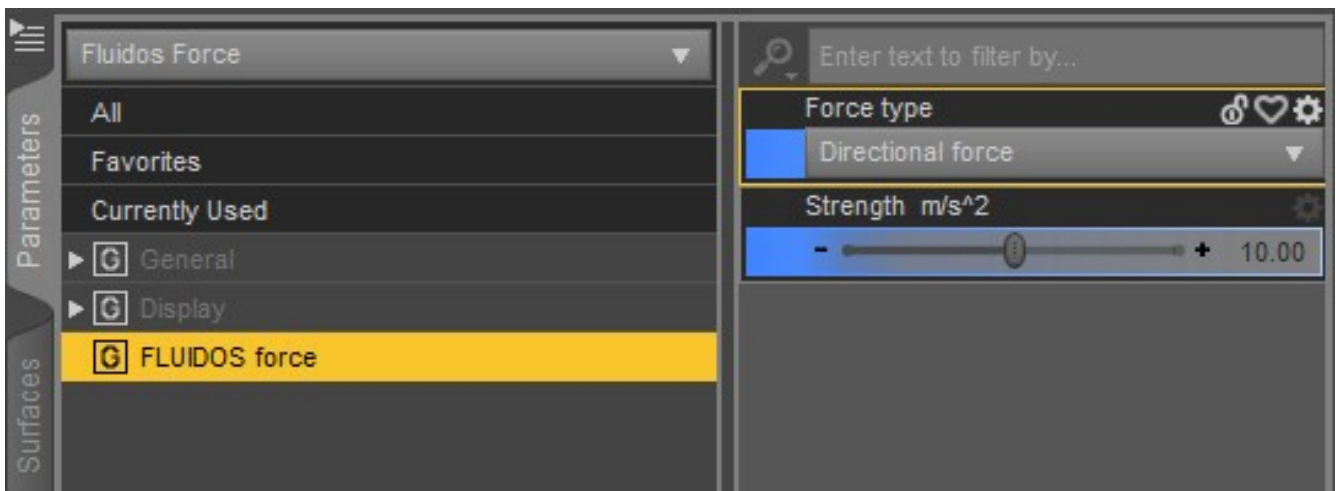 Parameters
Surfaces
Fluidos Force
All
Favorites
Currently Used
G General
G Display
G FLUIDOS force
Enter text to filter by...
Force type
Directional force
Strength m/s^2
- + 10.00